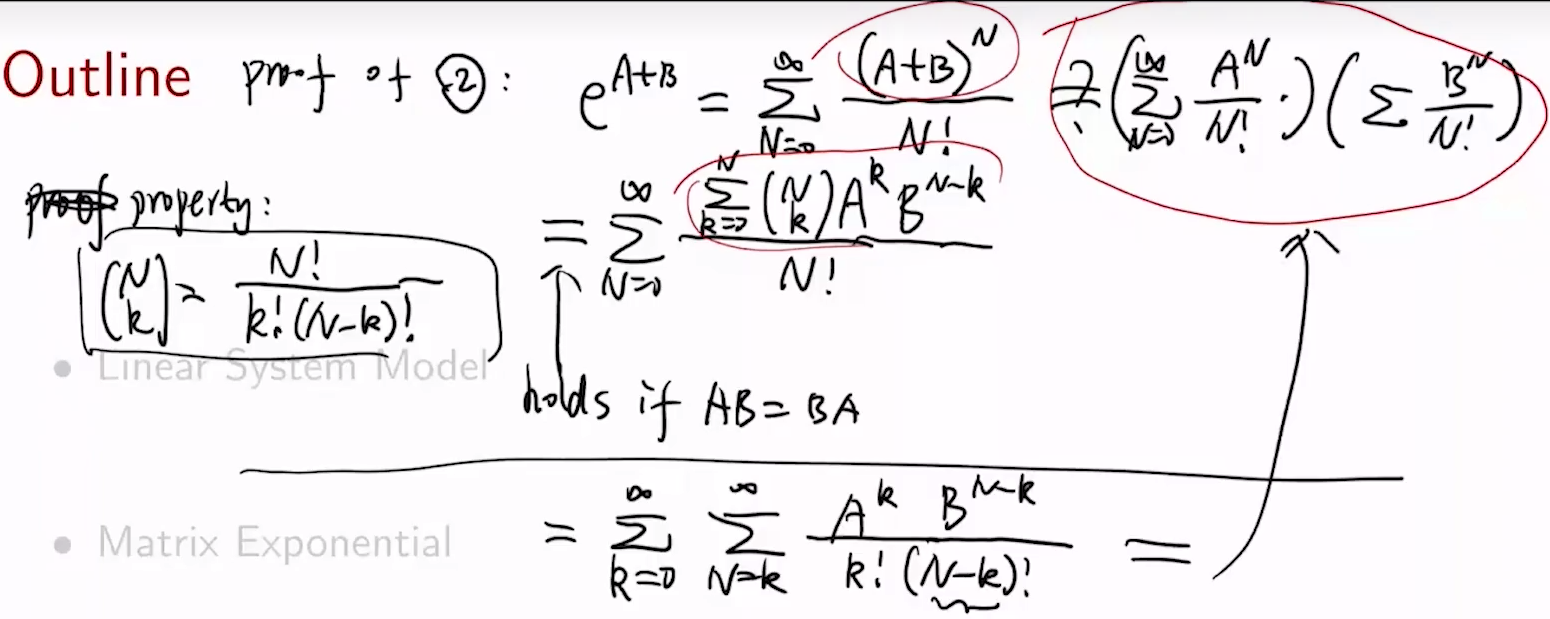 Outline proof of ②: e^{A+B} = \sum_{N=0}^{\infty} \frac{(A+B)^N}{N!} \stackrel{?}{=} \left(\sum_{N=0}^{\infty} \frac{A^N}{N!}\cdot\right)\left(\sum \frac{B^N}{N!}\right)
property:
\binom{N}{k} = \frac{N!}{k!(N-k)!}
= \sum_{N=0}^{\infty} \frac{\sum_{k=0}^{N} \binom{N}{k} A^k B^{N-k}}{N!}
• Linear System Model
holds if AB = BA
• Matrix Exponential
= \sum_{k=0}^{\infty} \sum_{N=k}^{\infty} \frac{A^k B^{N-k}}{k!(N-k)!} =